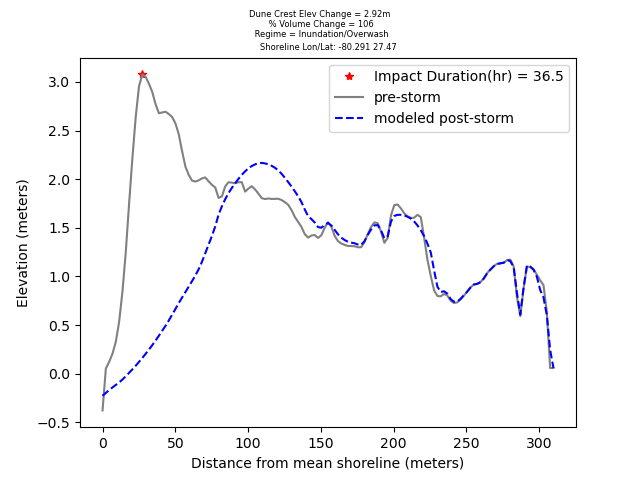 Dune Crest Elev Change = 2.92m
% Volume Change = 106
Regime = Inundation/Overwash
Shoreline Lon/Lat: -80.291 27.47
Impact Duration(hr) = 36.5
pre-storm
modeled post-storm
Elevation (meters)
3.0
2.5
2.0
1.5
1.0
0.5
0.0
−0.5
0 50 100 150 200 250 300
Distance from mean shoreline (meters)